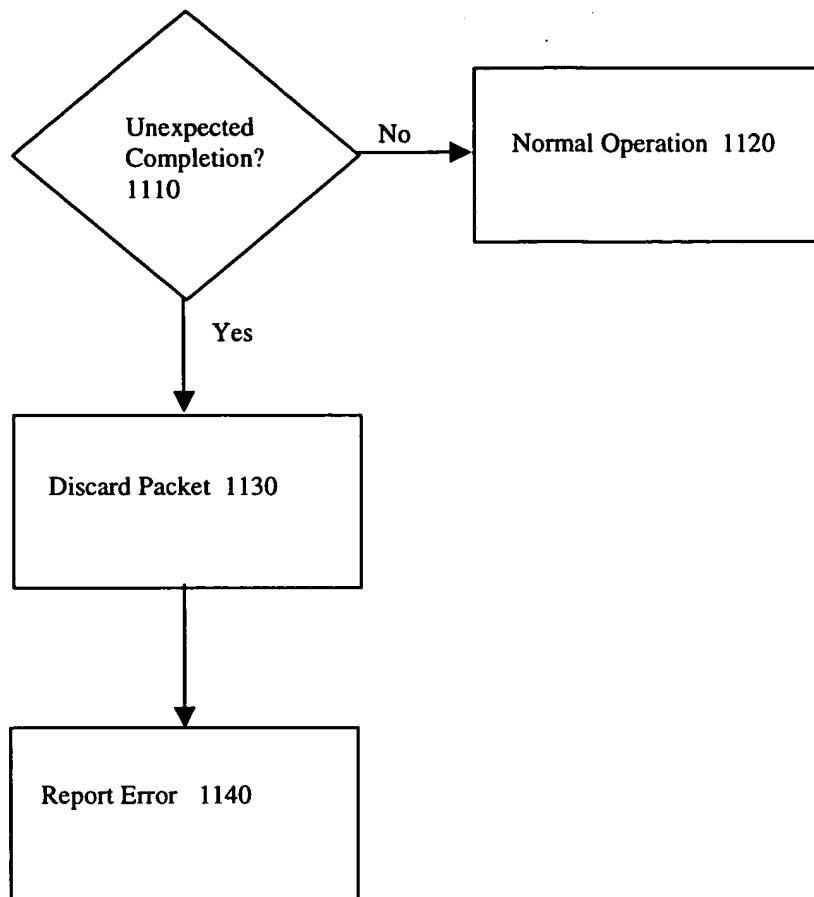 Unexpected
Completion?
1110
No
Normal Operation 1120
Yes
Discard Packet 1130
Report Error 1140